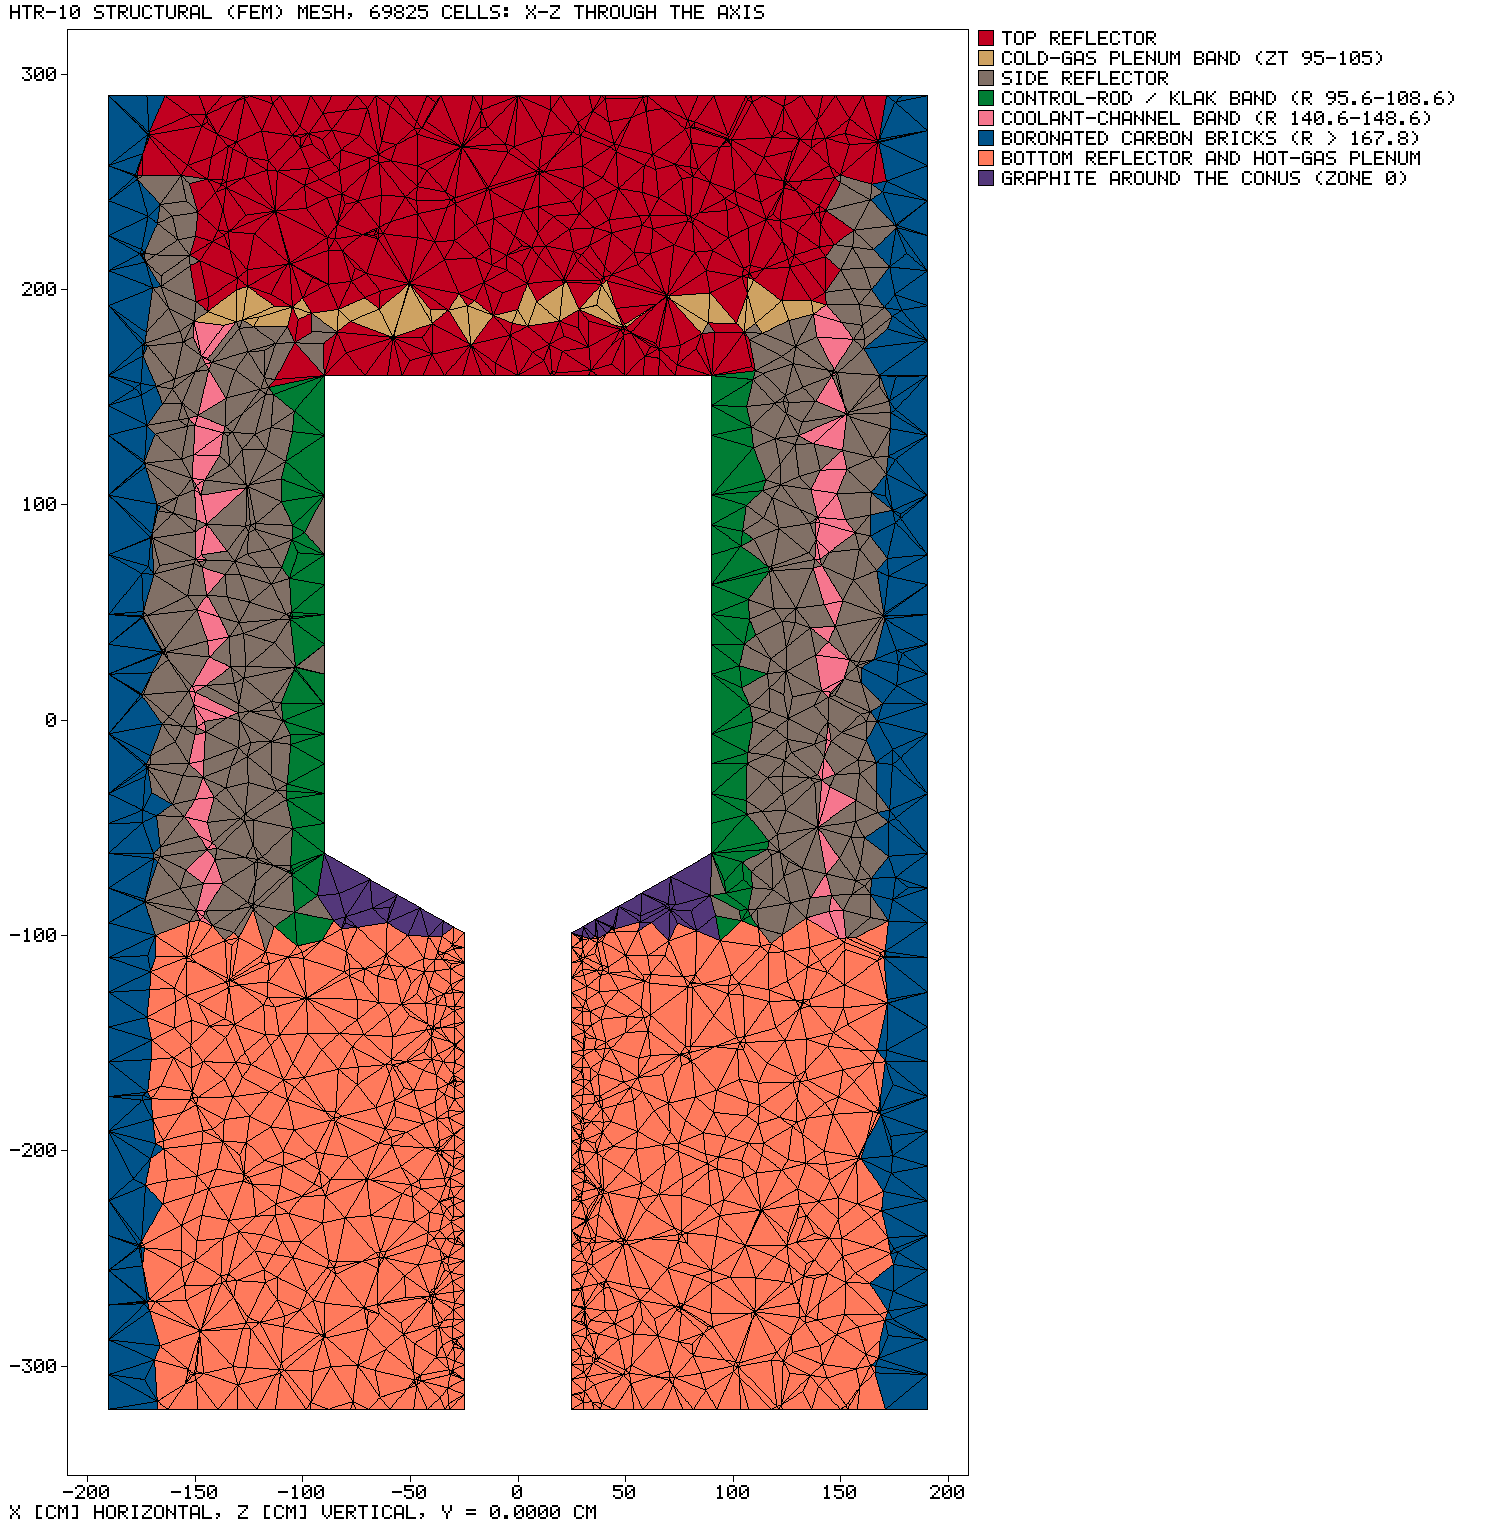 HTR-10 STRUCTURAL (FEM) MESH, 69825 CELLS: X-Z THROUGH THE AXIS
TOP REFLECTOR
COLD-GAS PLENUM BAND (ZT 95-105)
SIDE REFLECTOR
CONTROL-ROD / KLAK BAND (R 95.6-108.6)
COOLANT-CHANNEL BAND (R 140.6-148.6)
BORONATED CARBON BRICKS (R > 167.8)
BOTTOM REFLECTOR AND HOT-GAS PLENUM
GRAPHITE AROUND THE CONUS (ZONE 0)
300
200
100
0
-100
-200
-300
-200 -150 -100 -50 0 50 100 150 200
X [CM] HORIZONTAL, Z [CM] VERTICAL, Y = 0.0000 CM